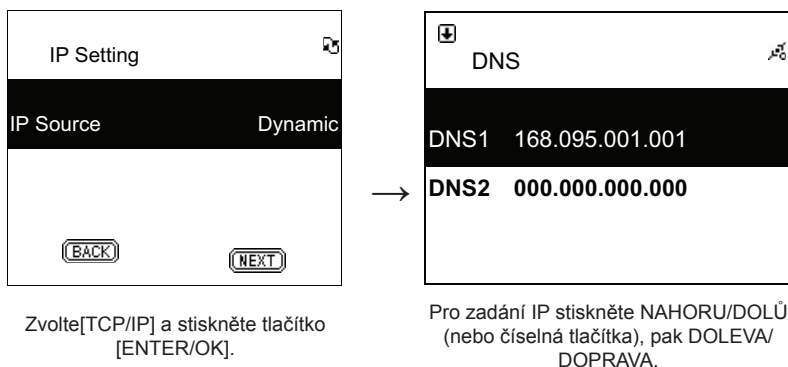 IP Setting
IP Source Dynamic
BACK NEXT
Zvolte[TCP/IP] a stiskněte tlačítko
[ENTER/OK].
→
DNS
DNS1 168.095.001.001
DNS2 000.000.000.000
Pro zadání IP stiskněte NAHORU/DOLŮ
(nebo číselná tlačítka), pak DOLEVA/
DOPRAVA.